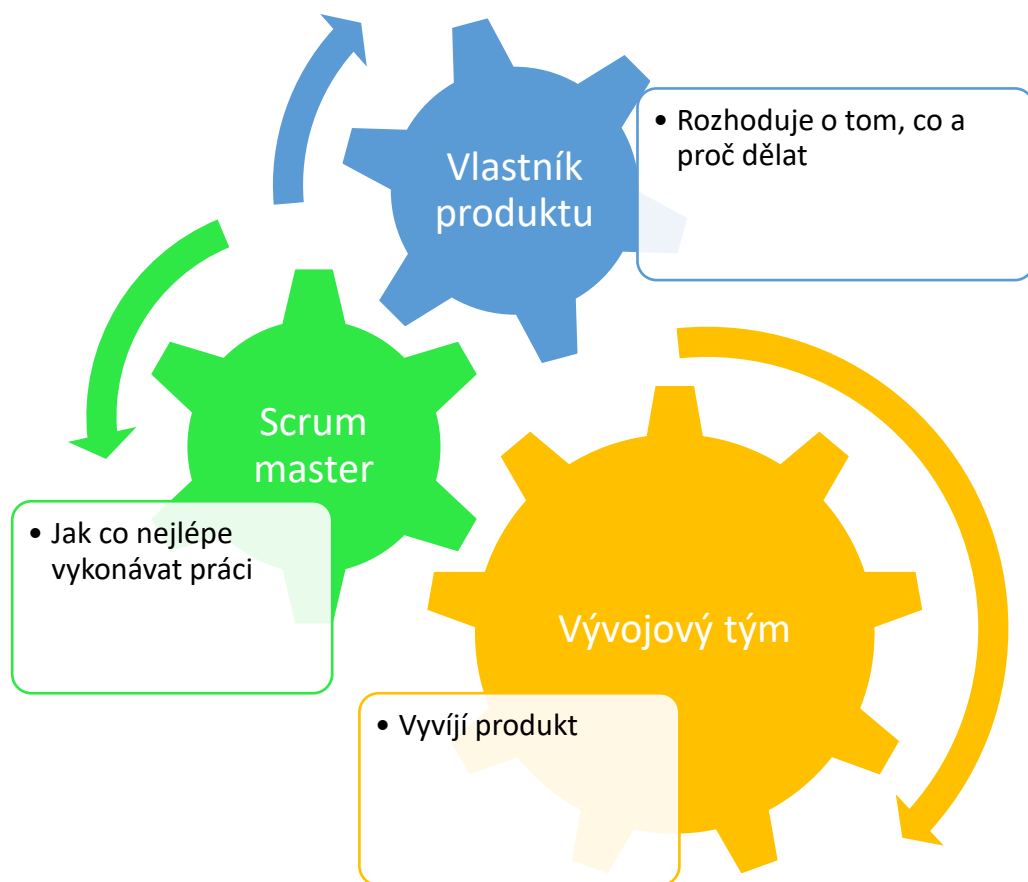 Vlastník
produktu
• Rozhoduje o tom, co a
proč dělat
Scrum
master
• Jak co nejlépe
vykonávat práci
Vývojový tým
• Vyvíjí produkt